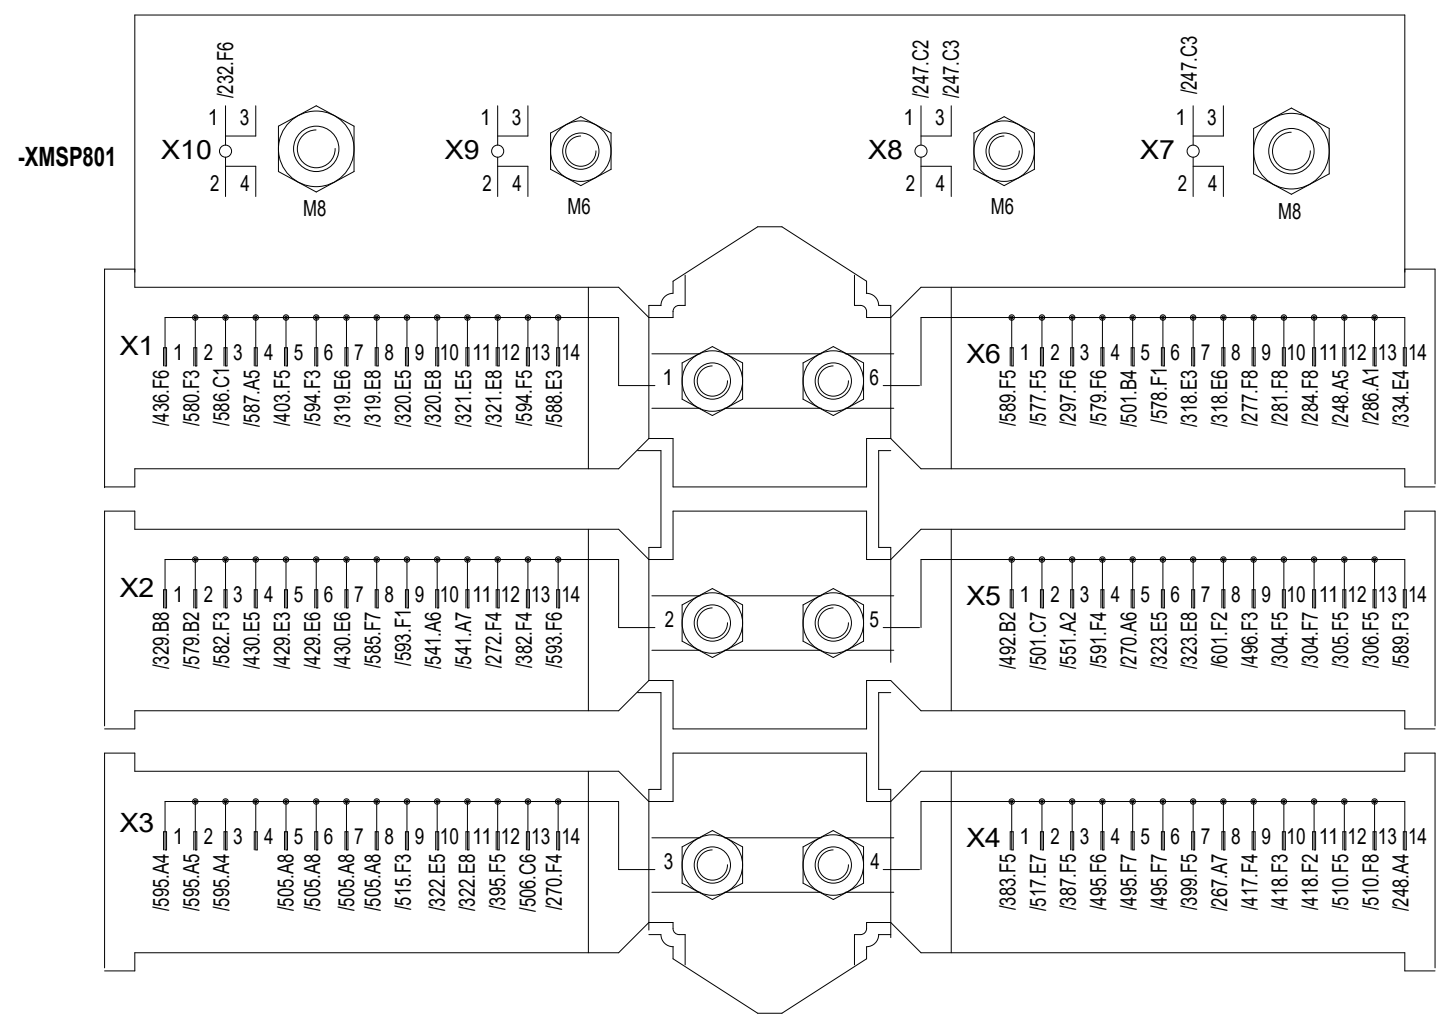 /232.F6
/247.C2
/247.C3
/247.C3
1 3
1 3
1 3
1 3
-XMSP801
X10
X9
X8
X7
2 4
2 4
2 4
2 4
M8
M6
M6
M8
X1
1 2 3 4 5 6 7 8 9 10 11 12 13 14
/436.F6
/580.F3
/586.C1
/587.A5
/403.F5
/594.F3
/319.E6
/319.E8
/320.E5
/320.E8
/321.E5
/321.E8
/594.F5
/588.E3
1
6
X6
1 2 3 4 5 6 7 8 9 10 11 12 13 14
/589.F5
/577.F5
/297.F6
/579.F6
/501.B4
/578.F1
/318.E3
/318.E6
/277.F8
/281.F8
/284.F8
/248.A5
/286.A1
/334.E4
X2
1 2 3 4 5 6 7 8 9 10 11 12 13 14
/329.B8
/579.B2
/582.F3
/430.E5
/429.E3
/429.E6
/430.E6
/585.F7
/593.F1
/541.A6
/541.A7
/272.F4
/382.F4
/593.F6
2
5
X5
1 2 3 4 5 6 7 8 9 10 11 12 13 14
/492.B2
/501.C7
/551.A2
/591.F4
/270.A6
/323.E5
/323.E8
/601.F2
/496.F3
/304.F5
/304.F7
/305.F5
/306.F5
/589.F3
X3
1 2 3 4 5 6 7 8 9 10 11 12 13 14
/595.A4
/595.A5
/595.A4
/505.A8
/505.A8
/505.A8
/505.A8
/515.F3
/322.E5
/322.E8
/395.F5
/506.C6
/270.F4
3
4
X4
1 2 3 4 5 6 7 8 9 10 11 12 13 14
/383.F5
/517.E7
/387.F5
/495.F6
/495.F7
/495.F7
/399.F5
/267.A7
/417.F4
/418.F3
/418.F2
/510.F5
/510.F8
/248.A4